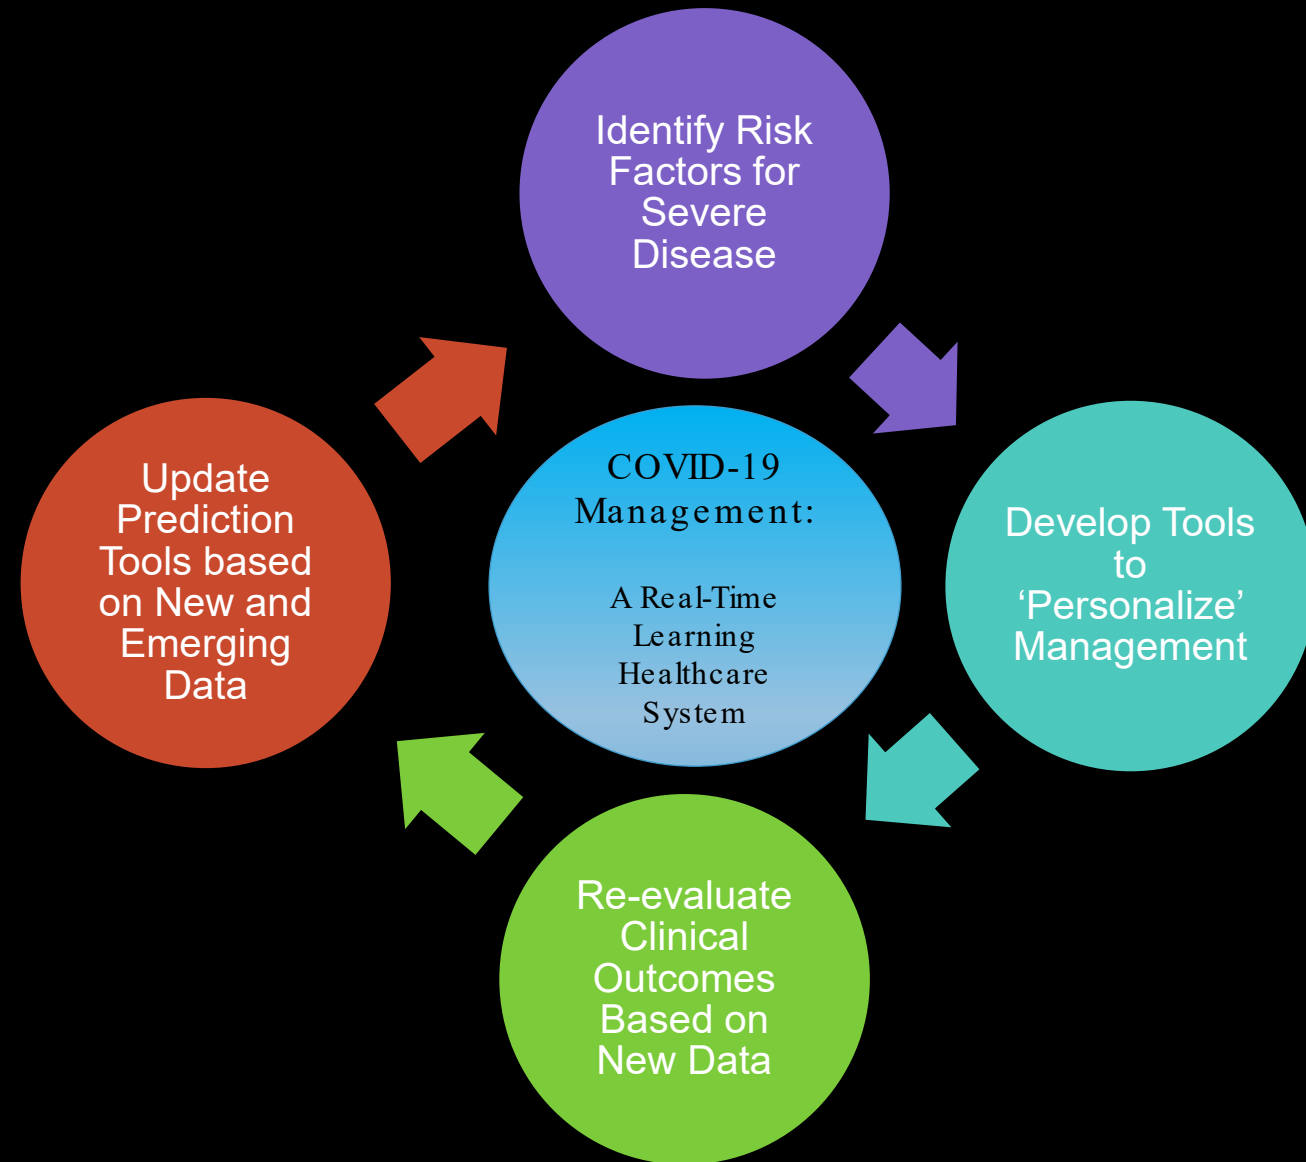 Identify Risk
Factors for
Severe
Disease
Update
Prediction
Tools based
on New and
Emerging
Data
COVID-19
Management:
A Real-Time
Learning
Healthcare
System
Develop Tools
to
‘Personalize’
Management
Re-evaluate
Clinical
Outcomes
Based on
New Data